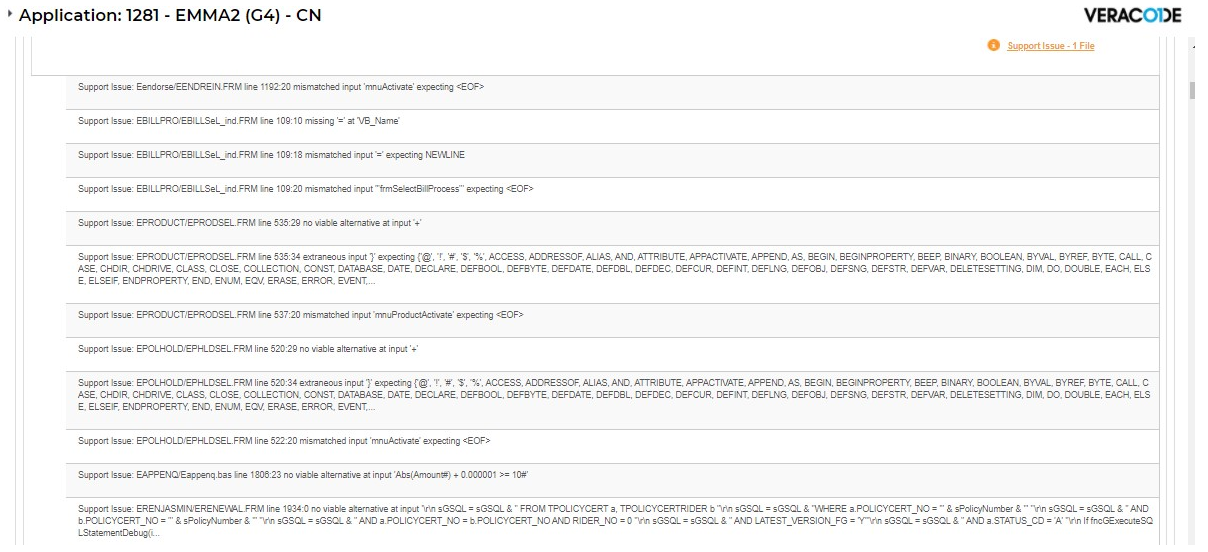 Application: 1281 - EMMA2 (G4) - CN
VERACODE
Support Issue - 1 File
Support Issue: Eendorse/EENDREIN.FRM line 1192:20 mismatched input 'mnuActivate' expecting <EOF>
Support Issue: EBILLPRO/EBILLSeL_ind.FRM line 109:10 missing '=' at 'VB_Name'
Support Issue: EBILLPRO/EBILLSeL_ind.FRM line 109:18 mismatched input '=' expecting NEWLINE
Support Issue: EBILLPRO/EBILLSeL_ind.FRM line 109:20 mismatched input '"frmSelectBillProcess"' expecting <EOF>
Support Issue: EPRODUCT/EPRODSEL.FRM line 535:29 no viable alternative at input '+'
Support Issue: EPRODUCT/EPRODSEL.FRM line 535:34 extraneous input '}' expecting {'@', '!', '#', '$', '%', ACCESS, ADDRESSOF, ALIAS, AND, ATTRIBUTE, APPACTIVATE, APPEND, AS, BEGIN, BEGINPROPERTY, BEEP, BINARY, BOOLEAN, BYVAL, BYREF, BYTE, CALL, C
ASE, CHDIR, CHDRIVE, CLASS, CLOSE, COLLECTION, CONST, DATABASE, DATE, DECLARE, DEFBOOL, DEFBYTE, DEFDATE, DEFDBL, DEFDEC, DEFCUR, DEFINT, DEFLNG, DEFOBJ, DEFSNG, DEFSTR, DEFVAR, DELETESETTING, DIM, DO, DOUBLE, EACH, ELS
E, ELSEIF, ENDPROPERTY, END, ENUM, EQV, ERASE, ERROR, EVENT,...
Support Issue: EPRODUCT/EPRODSEL.FRM line 537:20 mismatched input 'mnuProductActivate' expecting <EOF>
Support Issue: EPOLHOLD/EPHLDSEL.FRM line 520:29 no viable alternative at input '+'
Support Issue: EPOLHOLD/EPHLDSEL.FRM line 520:34 extraneous input '}' expecting {'@', '!', '#', '$', '%', ACCESS, ADDRESSOF, ALIAS, AND, ATTRIBUTE, APPACTIVATE, APPEND, AS, BEGIN, BEGINPROPERTY, BEEP, BINARY, BOOLEAN, BYVAL, BYREF, BYTE, CALL, C
ASE, CHDIR, CHDRIVE, CLASS, CLOSE, COLLECTION, CONST, DATABASE, DATE, DECLARE, DEFBOOL, DEFBYTE, DEFDATE, DEFDBL, DEFDEC, DEFCUR, DEFINT, DEFLNG, DEFOBJ, DEFSNG, DEFSTR, DEFVAR, DELETESETTING, DIM, DO, DOUBLE, EACH, ELS
E, ELSEIF, ENDPROPERTY, END, ENUM, EQV, ERASE, ERROR, EVENT,...
Support Issue: EPOLHOLD/EPHLDSEL.FRM line 522:20 mismatched input 'mnuActivate' expecting <EOF>
Support Issue: EAPPENQ/Eappenq.bas line 1806:23 no viable alternative at input 'Abs(Amount#) + 0.000001 >= 10#'
Support Issue: ERENJASMIN/ERENEWAL.FRM line 1934:0 no viable alternative at input '\r\n sGSQL = sGSQL & " FROM TPOLICYCERT a, TPOLICYCERTRIDER b "\r\n sGSQL = sGSQL & "WHERE a.POLICYCERT_NO = '" & sPolicyNumber & "' "\r\n sGSQL = sGSQL & " AND
b.POLICYCERT_NO = '" & sPolicyNumber & "' "\r\n sGSQL = sGSQL & " AND a.POLICYCERT_NO = b.POLICYCERT_NO AND RIDER_NO = 0 "\r\n sGSQL = sGSQL & " AND LATEST_VERSION_FG = 'Y'"\r\n sGSQL = sGSQL & " AND a.STATUS_CD = 'A' "\r\n If fncGExecuteSQ
LStatementDebug(i...